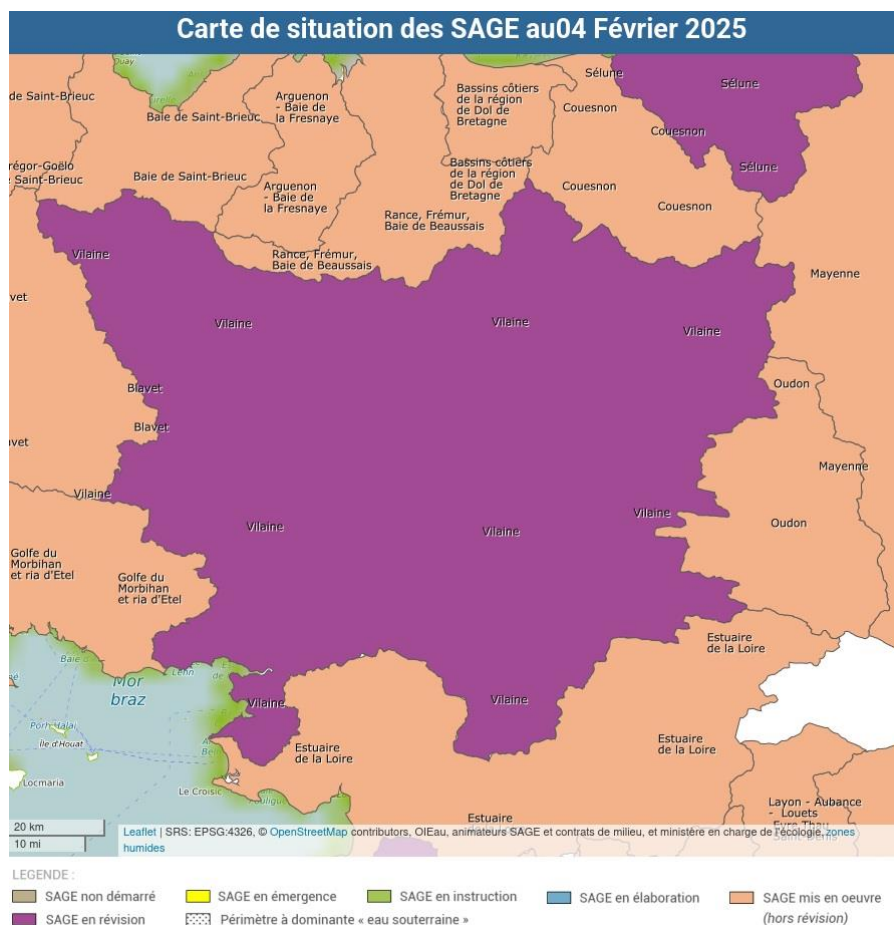 Carte de situation des SAGE au04 Février 2025
Sélune
Sélune
de Saint-Brieuc
Arguenon
- Baie de
la Fresnaye
Bassins côtiers
de la région
de Dol de
Bretagne
Couesnon
Baie de Saint-Brieuc
Couesnon
Bassins côtiers
de la région
de Dol de
Bretagne
Sélune
Baie de Saint-Brieuc
Saint-Brieuc
Arguenon
- Baie de
la Fresnaye
Couesnon
Couesnon
Rance, Frémur,
Baie de Beaussais
Vilaine
Rance, Frémur,
Baie de Beaussais
Mayenne
Vilaine
Vilaine
Vilaine
Blavet
Oudon
Blavet
Mayenne
Vilaine
Vilaine
Vilaine
Vilaine
Oudon
Golfe du
Morbihan
et ria d'Etel
Golfe du
Morbihan
et ria d'Etel
Estuaire
de la Loire
Mor
braz
Vilaine
Vilaine
Île d'Houat
Estuaire
de la Loire
Estuaire
de la Loire
Locmaria
Le Croisic
Layon - Aubance
- Louets
Estuaire
20 km
10 mi
Leaflet | SRS: EPSG:4326, © OpenStreetMap contributors, OIEau, animateurs SAGE et contrats de milieu, et ministère en charge de l'écologie, zones
humides
LEGENDE :
SAGE non démarré
SAGE en émergence
SAGE en instruction
SAGE en élaboration
SAGE mis en oeuvre
(hors révision)
SAGE en révision
Périmètre à dominante « eau souterraine »